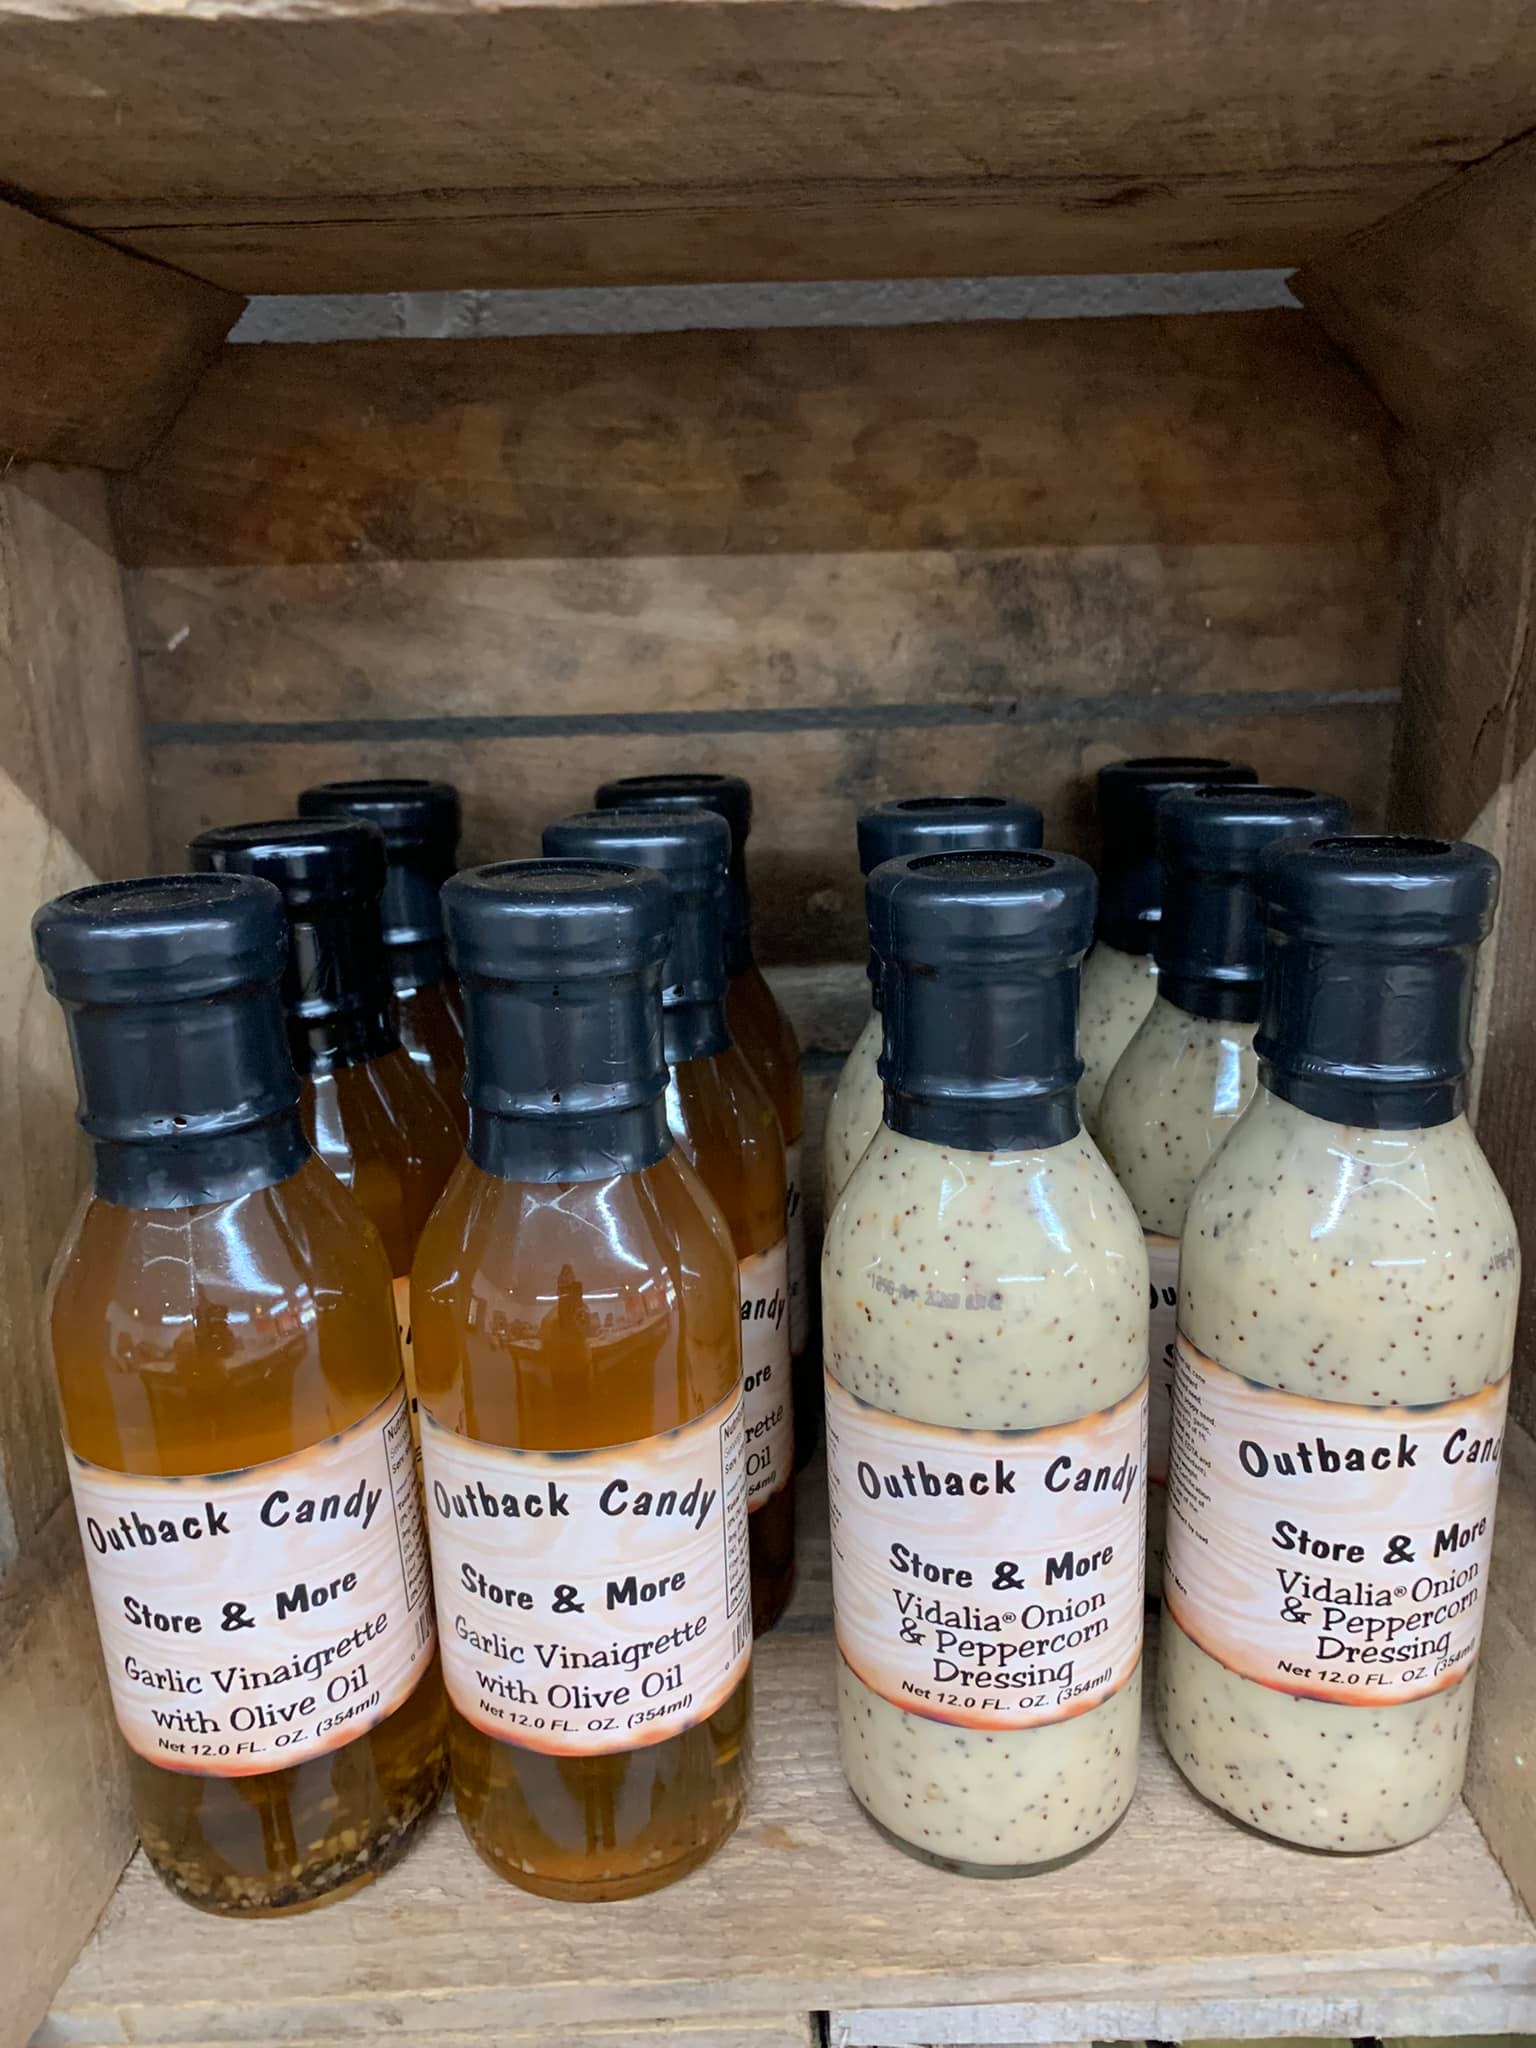 Outback Candy
Store & More
Garlic Vinaigrette
with Olive Oil
Net 12.0 FL. OZ. (354ml)
Outback Candy
Store & More
Garlic Vinaigrette
with Olive Oil
Net 12.0 FL. OZ. (354ml)
Outback Candy
Store & More
Vidalia® Onion
& Peppercorn
Dressing
Net 12.0 FL. OZ. (354ml)
Outback Candy
Store & More
Vidalia® Onion
& Peppercorn
Dressing
Net 12.0 FL. OZ. (354ml)